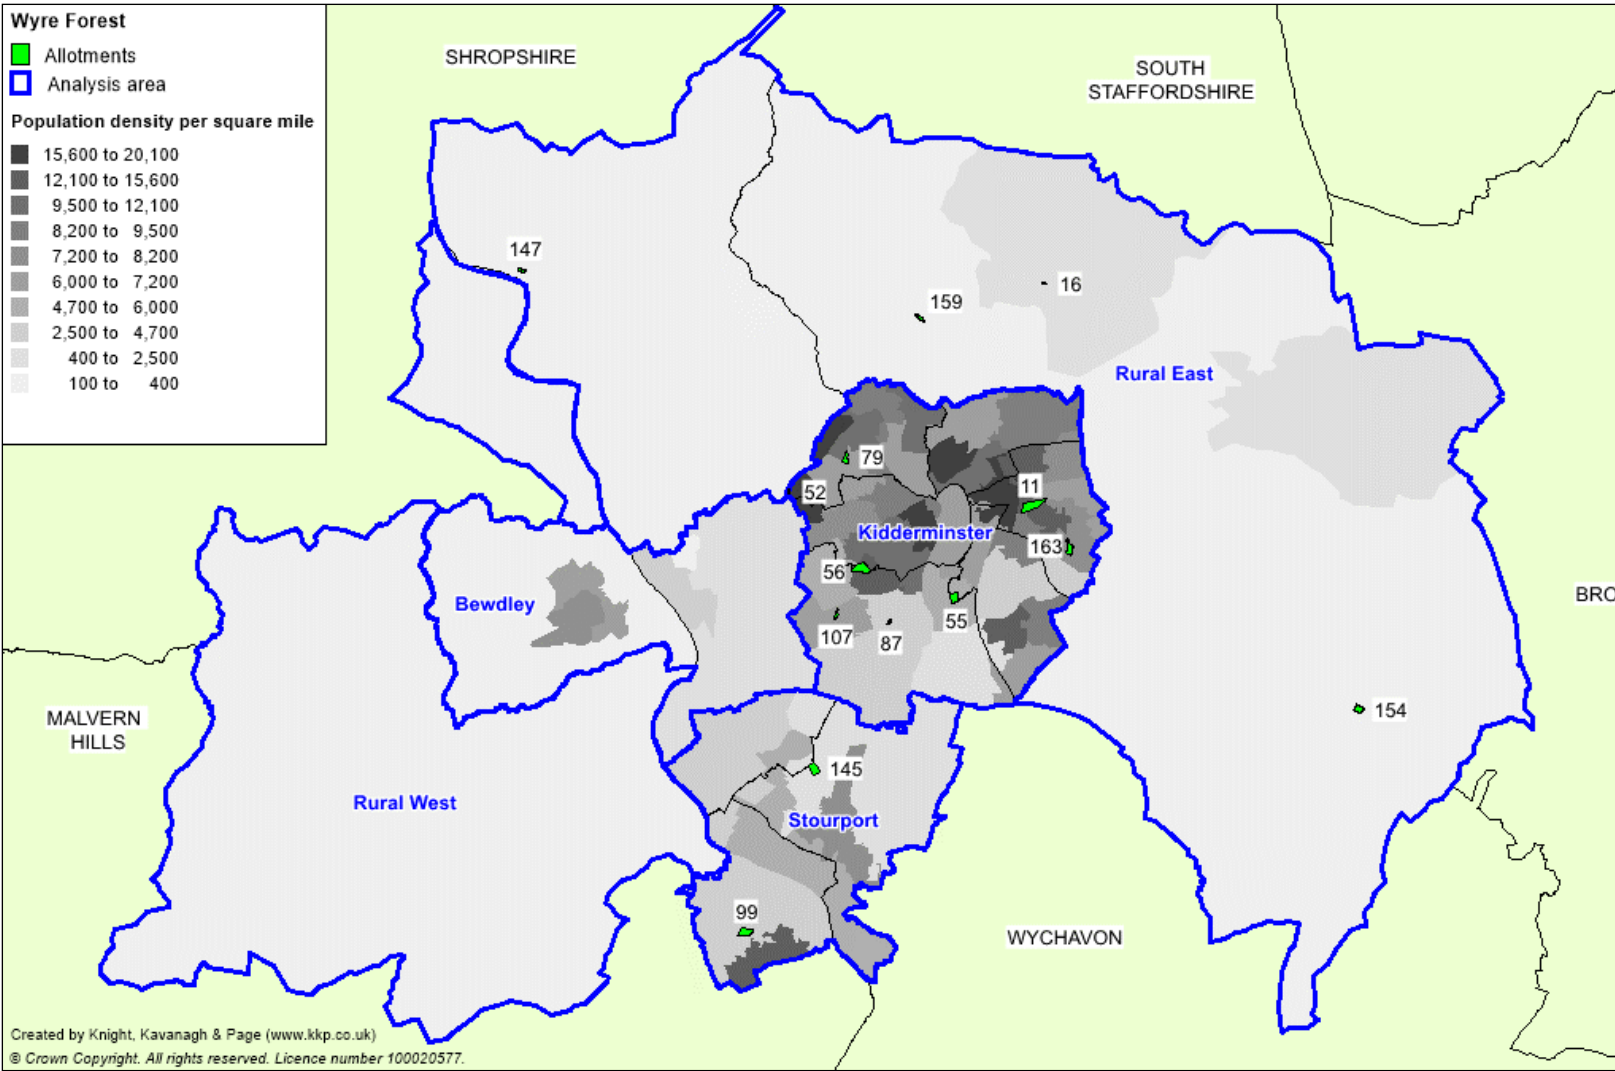 Wyre Forest
Allotments
Analysis area
Population density per square mile
15,600 to 20,100
12,100 to 15,600
9,500 to 12,100
8,200 to 9,500
7,200 to 8,200
6,000 to 7,200
4,700 to 6,000
2,500 to 4,700
400 to 2,500
100 to 400
SHROPSHIRE
SOUTH
STAFFORDSHIRE
147
16
159
Rural East
79
52
11
Kidderminster
163
56
Bewdley
55
107
87
BRO
MALVERN
HILLS
154
145
Rural West
Stourport
99
WYCHAVON
Created by Knight, Kavanagh & Page (www.kkp.co.uk)
© Crown Copyright. All rights reserved. Licence number 100020577.